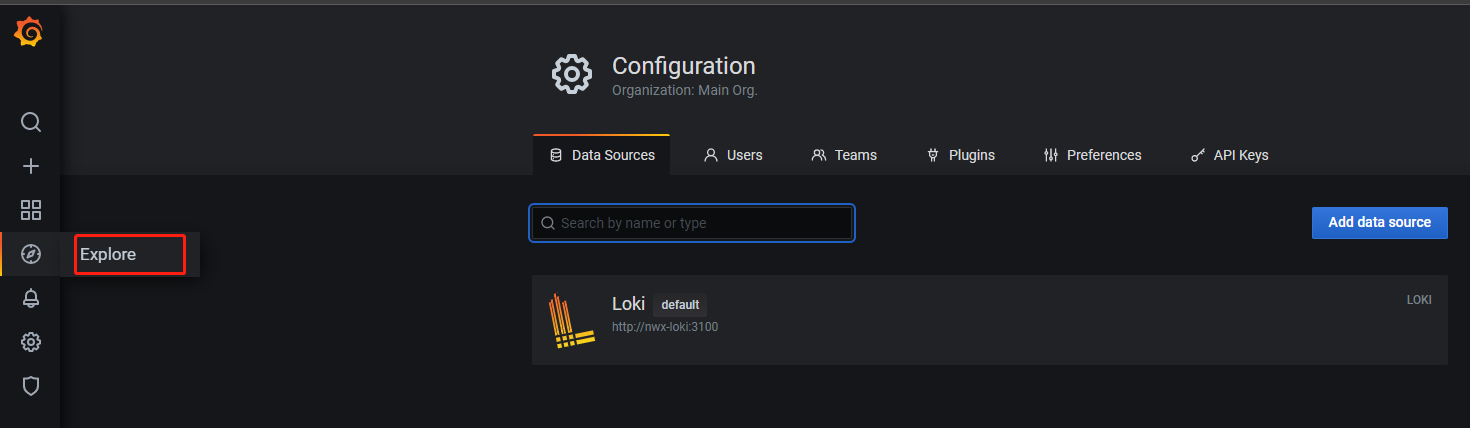 Configuration
Organization: Main Org.
Data Sources Users Teams Plugins Preferences API Keys
Search by name or type
Add data source
Explore
Loki default LOKI
http://nwx-loki:3100